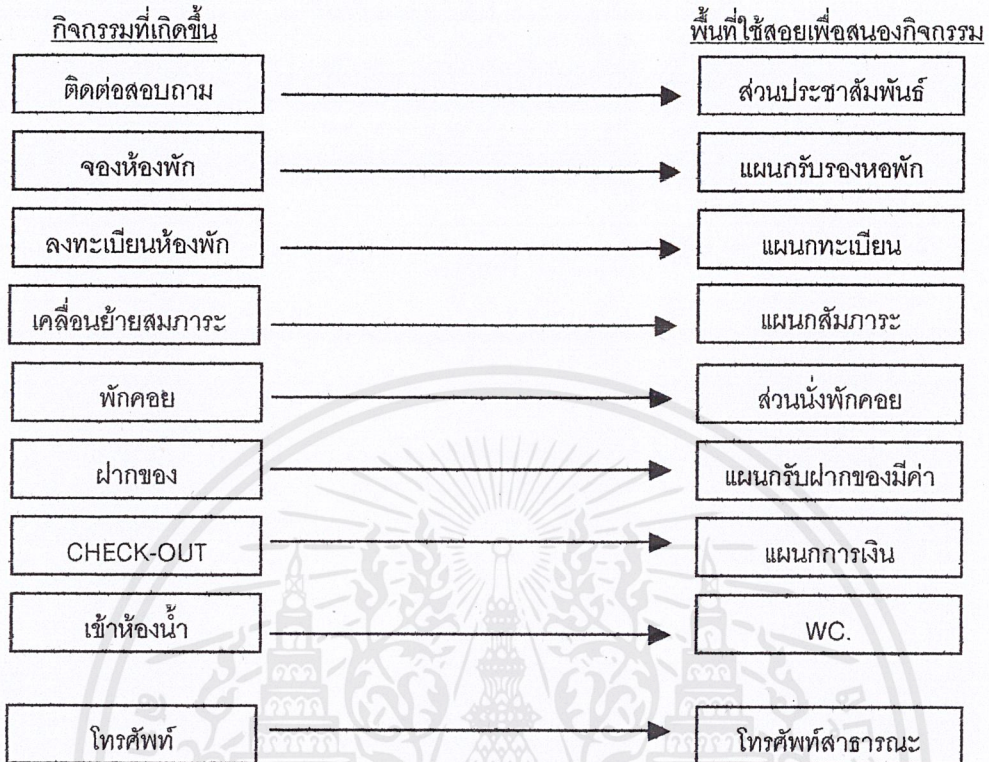 กิจกรรมที่เกิดขึ้น พื้นที่ใช้สอยเพื่อสนองกิจกรรม
ติดต่อสอบถาม ส่วนประชาสัมพันธ์
จองห้องพัก แผนกรับรองหอพัก
ลงทะเบียนห้องพัก แผนกทะเบียน
เคลื่อนย้ายสมภาระ แผนกสัมภาระ
พักคอย ส่วนนั่งพักคอย
ฝากของ แผนกรับฝากของมีค่า
CHECK-OUT แผนกการเงิน
เข้าห้องน้ำ WC.
โทรศัพท์ โทรศัพท์สาธารณะ